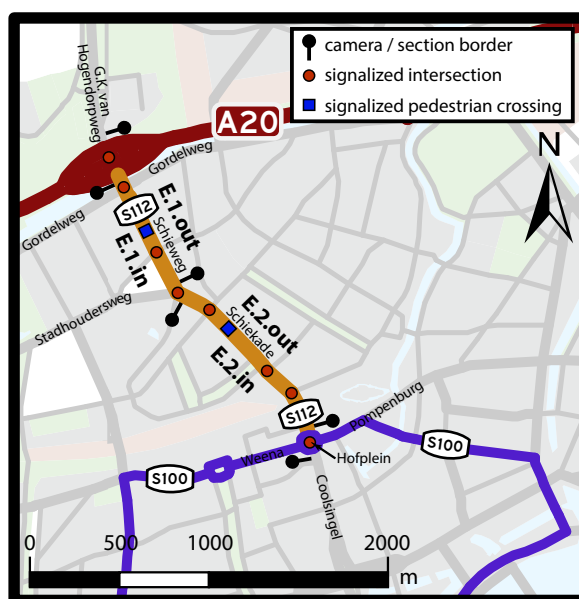 camera / section border
signalized intersection
signalized pedestrian crossing
G.K. van
Hogendorpweg
A20
N
Gordelweg
Gordelweg
S112
E.1.out
Schieweg
E.1.in
Stadhoudersweg
E.2.out
Schiekade
E.2.in
S112
Pompenburg
S100
Weena
Hofplein
S100
Coolsingel
0 500 1000 2000
m